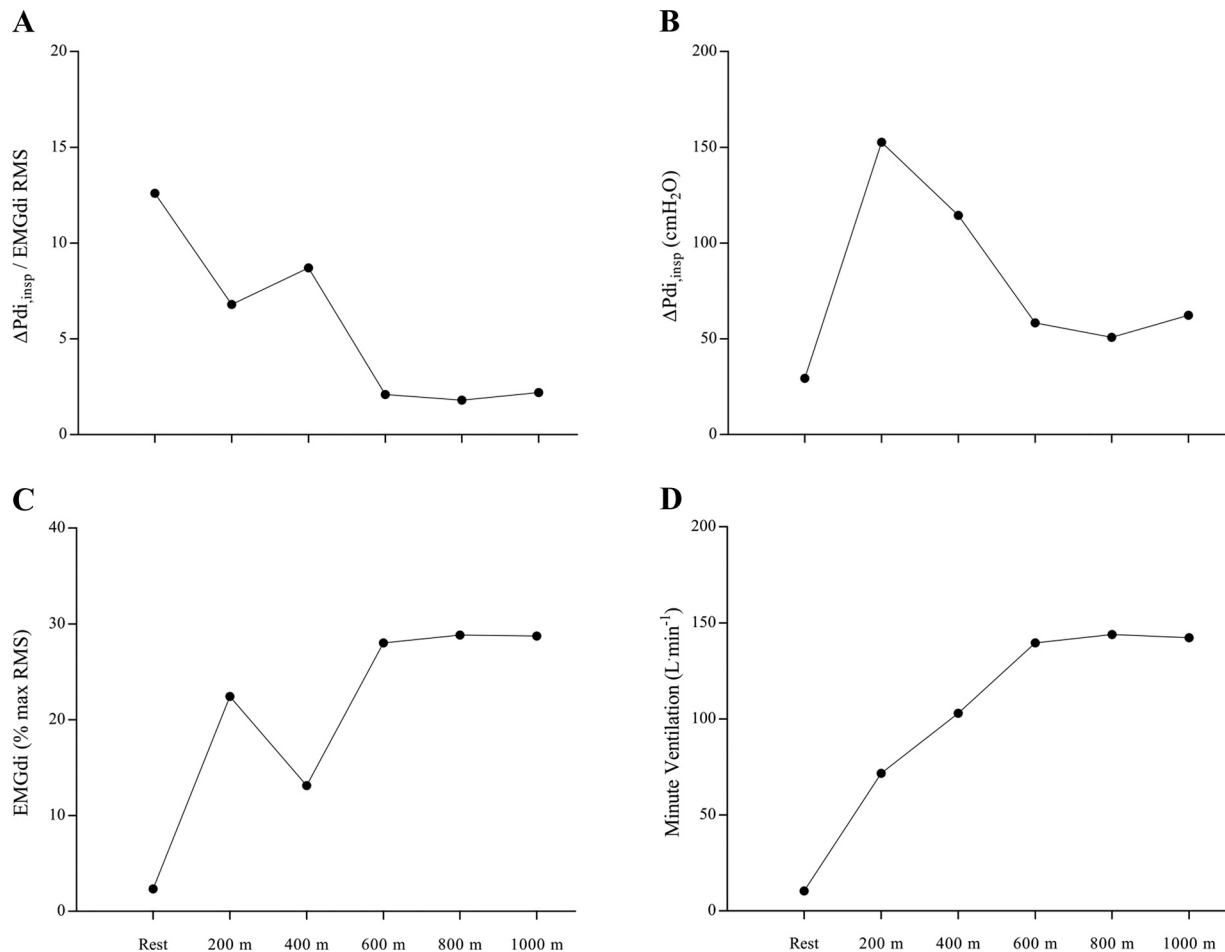 A
20
15
10
5
0
ΔPdi,insp / EMGdi RMS
B
200
150
100
50
0
ΔPdi,insp (cmH2O)
C
40
30
20
10
0
EMGdi (% max RMS)
Rest 200 m 400 m 600 m 800 m 1000 m
D
200
150
100
50
0
Minute Ventilation (L·min-1)
Rest 200 m 400 m 600 m 800 m 1000 m